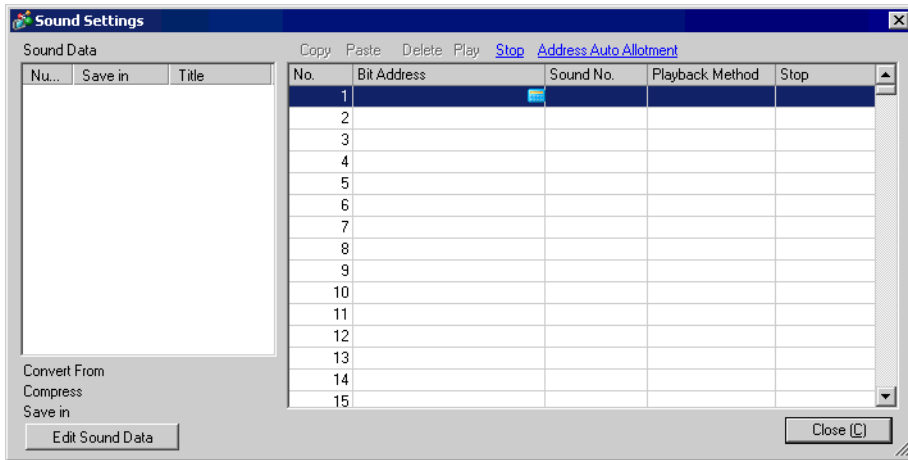 Sound Settings
Sound Data
Copy Paste Delete Play Stop Address Auto Allotment
Nu... Save in Title
No. Bit Address Sound No. Playback Method Stop
1
2
3
4
5
6
7
8
9
10
11
12
13
14
15
Convert From
Compress
Save in
Edit Sound Data
Close (C)